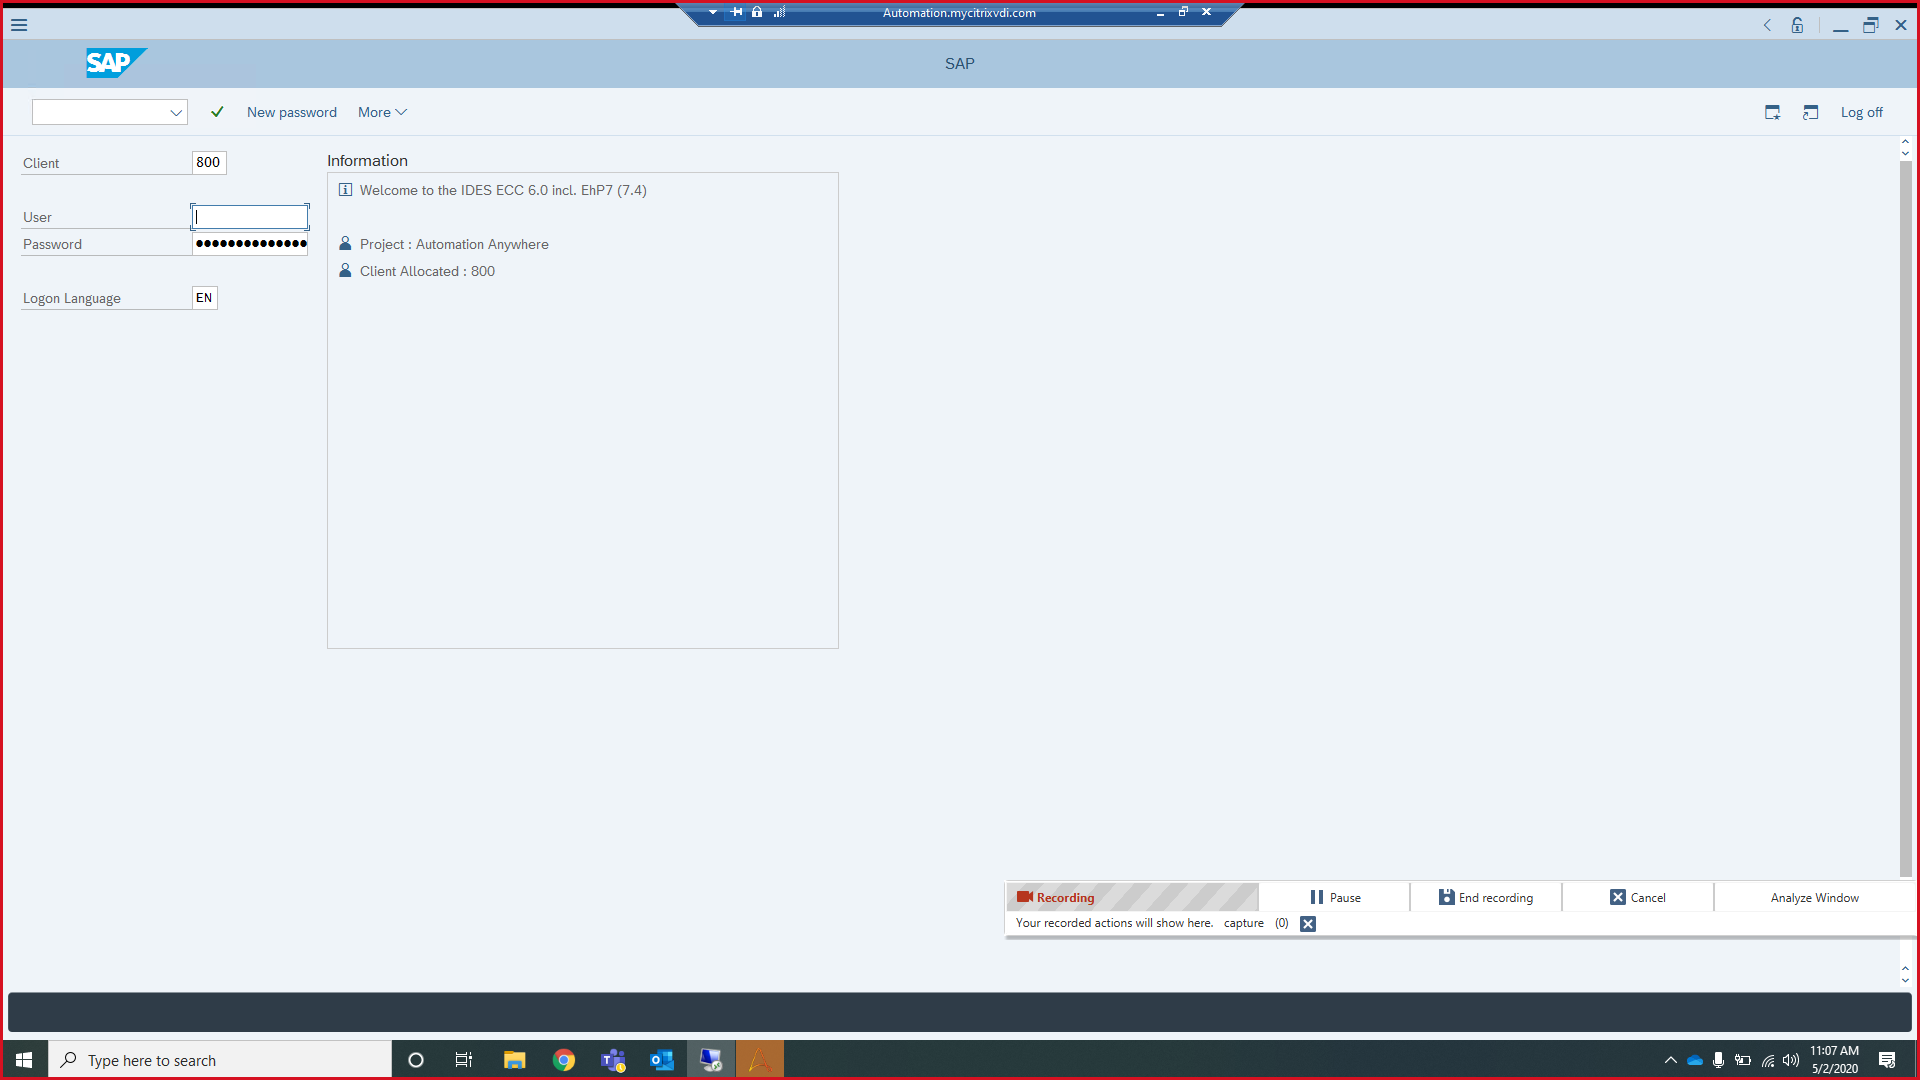 Automation.mycitrixvdi.com
SAP
SAP
New password More
Log off
Client 800
User
Password ●●●●●●●●●●●●●●
Logon Language EN
Information
Welcome to the IDES ECC 6.0 incl. EhP7 (7.4)
Project : Automation Anywhere
Client Allocated : 800
Recording Pause End recording Cancel Analyze Window
Your recorded actions will show here. capture (0)
Type here to search
11:07 AM
5/2/2020